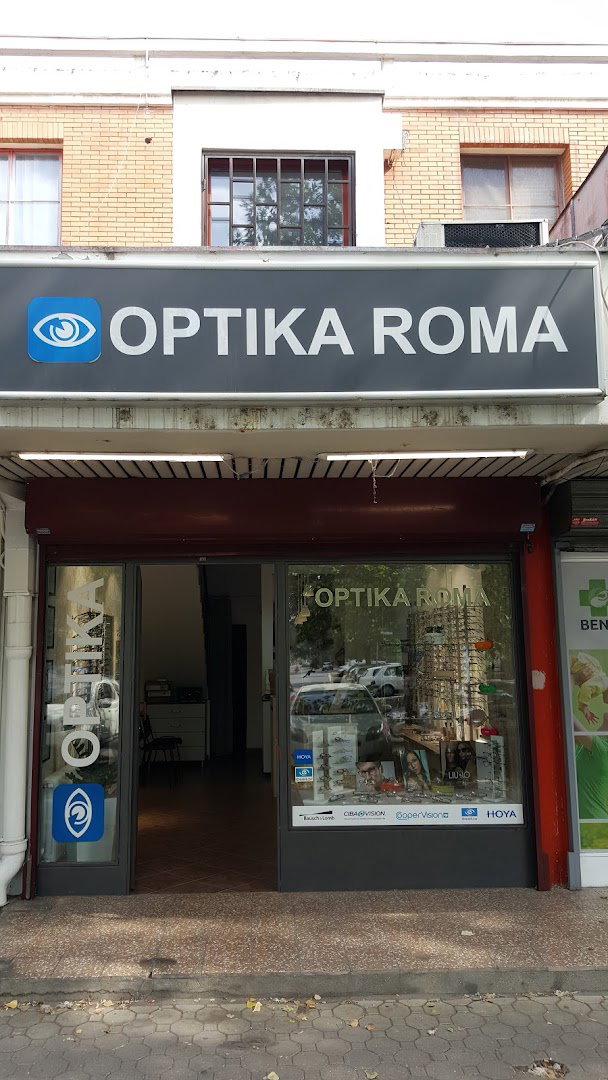 OPTIKA ROMA
OPTIKA
OPTIKA ROMA
HOYA
LIU·JO
Bausch+Lomb
CIBA VISION
CooperVision
HOYA
BEN